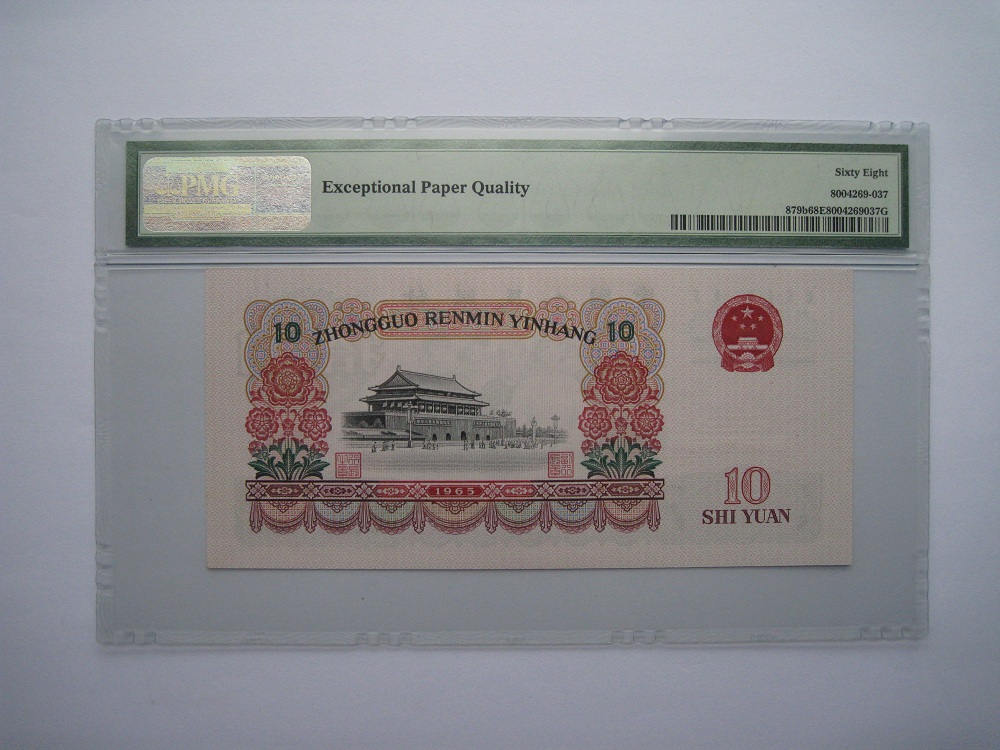 PMG
Exceptional Paper Quality
Sixty Eight
8004269-037
879b68E8004269037G
10 ZHONGGUO RENMIN YINHANG 10
1965
10
SHI YUAN